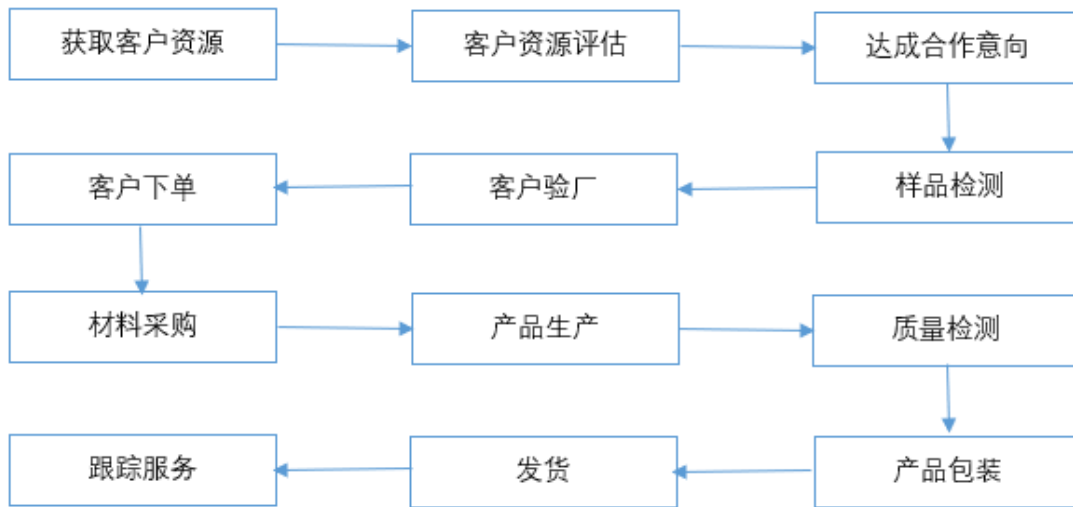 获取客户资源
客户资源评估
达成合作意向
样品检测
客户验厂
客户下单
材料采购
产品生产
质量检测
产品包装
发货
跟踪服务